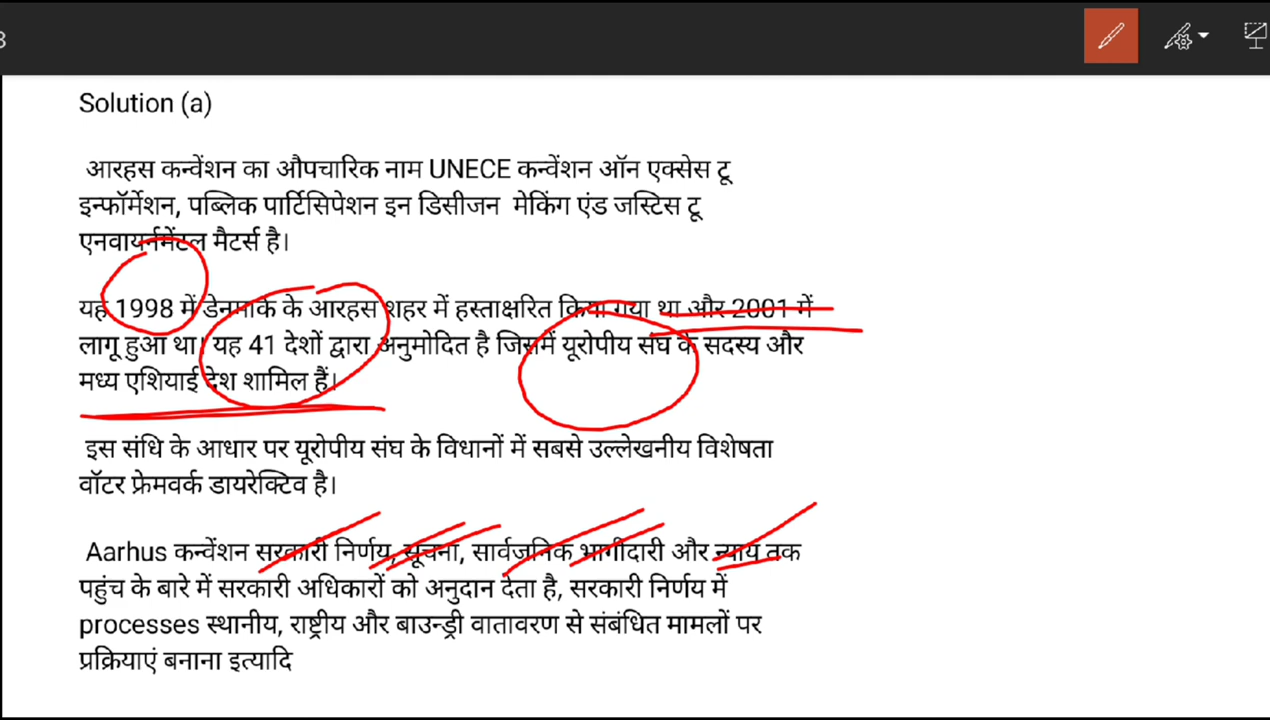 3
Solution (a)
आरहस कन्वेंशन का औपचारिक नाम UNECE कन्वेंशन ऑन एक्सेस टू
इन्फॉर्मेशन, पब्लिक पार्टिसिपेशन इन डिसीजन मेकिंग एंड जस्टिस टू
एनवायर्नमेंटल मैटर्स है।
यह 1998 में डेनमार्क के आरहस शहर में हस्ताक्षरित किया गया था और 2001 में
लागू हुआ था। यह 41 देशों द्वारा अनुमोदित है जिसमें यूरोपीय संघ के सदस्य और
मध्य एशियाई देश शामिल हैं।
इस संधि के आधार पर यूरोपीय संघ के विधानों में सबसे उल्लेखनीय विशेषता
वॉटर फ्रेमवर्क डायरेक्टिव है।
Aarhus कन्वेंशन सरकारी निर्णय, सूचना, सार्वजनिक भागीदारी और न्याय तक
पहुंच के बारे में सरकारी अधिकारों को अनुदान देता है, सरकारी निर्णय में
processes स्थानीय, राष्ट्रीय और बाउन्ड्री वातावरण से संबंधित मामलों पर
प्रक्रियाएं बनाना इत्यादि